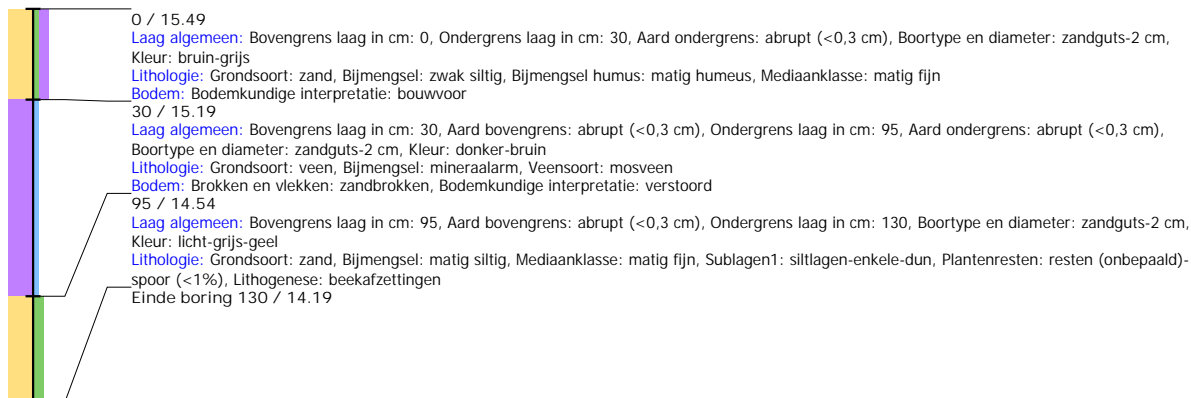 0 / 15.49
Laag algemeen: Bovengrens laag in cm: 0, Ondergrens laag in cm: 30, Aard ondergrens: abrupt (<0,3 cm), Boortype en diameter: zandguts-2 cm,
Kleur: bruin-grijs
Lithologie: Grondsoort: zand, Bijmengsel: zwak siltig, Bijmengsel humus: matig humeus, Mediaanklasse: matig fijn
Bodem: Bodemkundige interpretatie: bouwvoor
30 / 15.19
Laag algemeen: Bovengrens laag in cm: 30, Aard bovengrens: abrupt (<0,3 cm), Ondergrens laag in cm: 95, Aard ondergrens: abrupt (<0,3 cm),
Boortype en diameter: zandguts-2 cm, Kleur: donker-bruin
Lithologie: Grondsoort: veen, Bijmengsel: mineraalarm, Veensoort: mosveen
Bodem: Brokken en vlekken: zandbrokken, Bodemkundige interpretatie: verstoord
95 / 14.54
Laag algemeen: Bovengrens laag in cm: 95, Aard bovengrens: abrupt (<0,3 cm), Ondergrens laag in cm: 130, Boortype en diameter: zandguts-2 cm,
Kleur: licht-grijs-geel
Lithologie: Grondsoort: zand, Bijmengsel: matig siltig, Mediaanklasse: matig fijn, Sublagen1: siltlagen-enkele-dun, Plantenresten: resten (onbepaald)-
spoor (<1%), Lithogenese: beekafzettingen
Einde boring 130 / 14.19